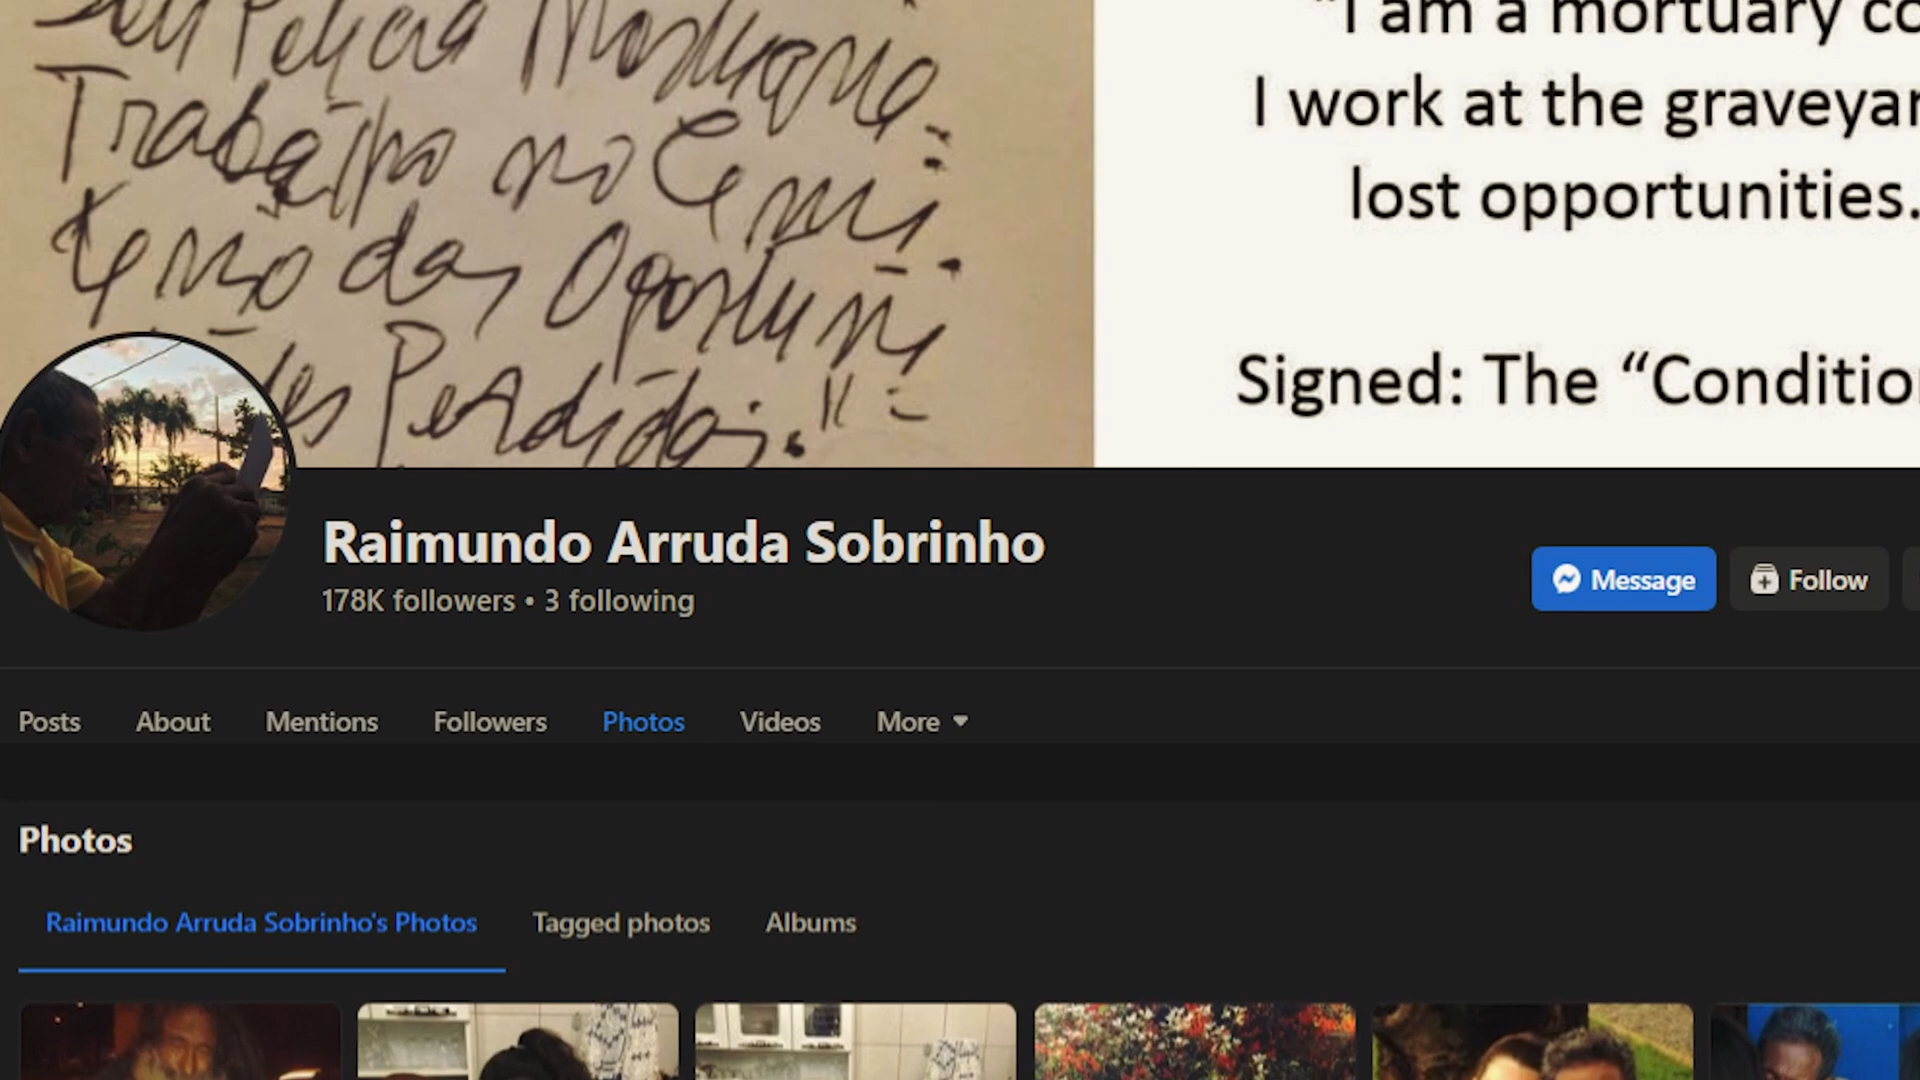 "I am a mortuary co
Trabalho no Cemi-
tério das Oportuni-
des Perdidas."
I work at the graveyar
lost opportunities.
Signed: The "Conditio
Raimundo Arruda Sobrinho
178K followers • 3 following
Message
Follow
Posts About Mentions Followers Photos Videos More
Photos
Raimundo Arruda Sobrinho's Photos Tagged photos Albums